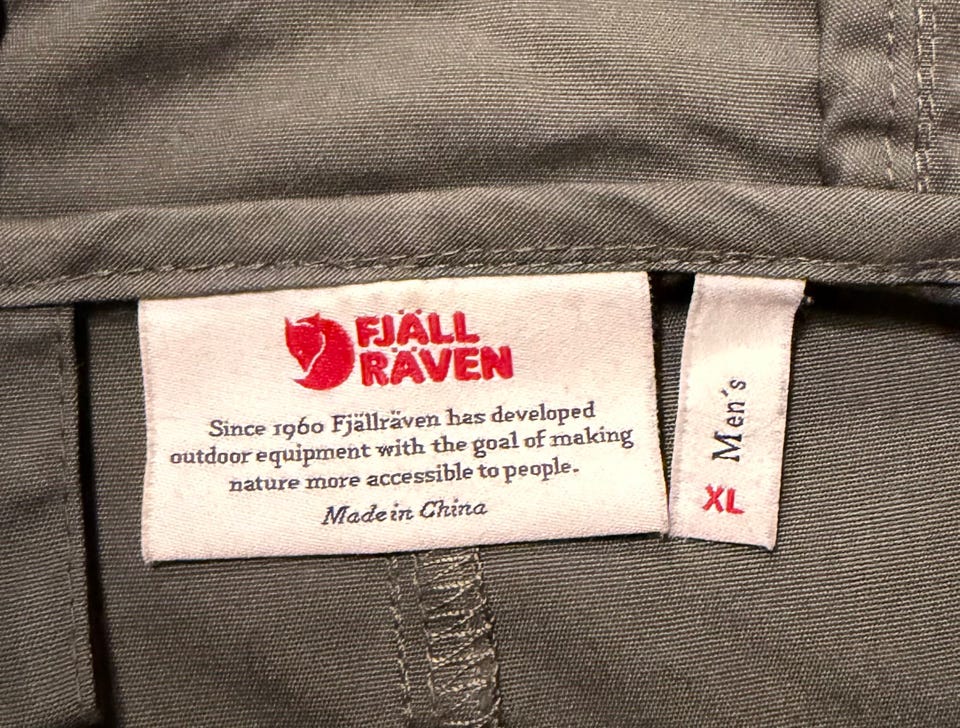 FJÄLL
RÄVEN
Since 1960 Fjällräven has developed
outdoor equipment with the goal of making
nature more accessible to people.
Made in China
Men's
XL